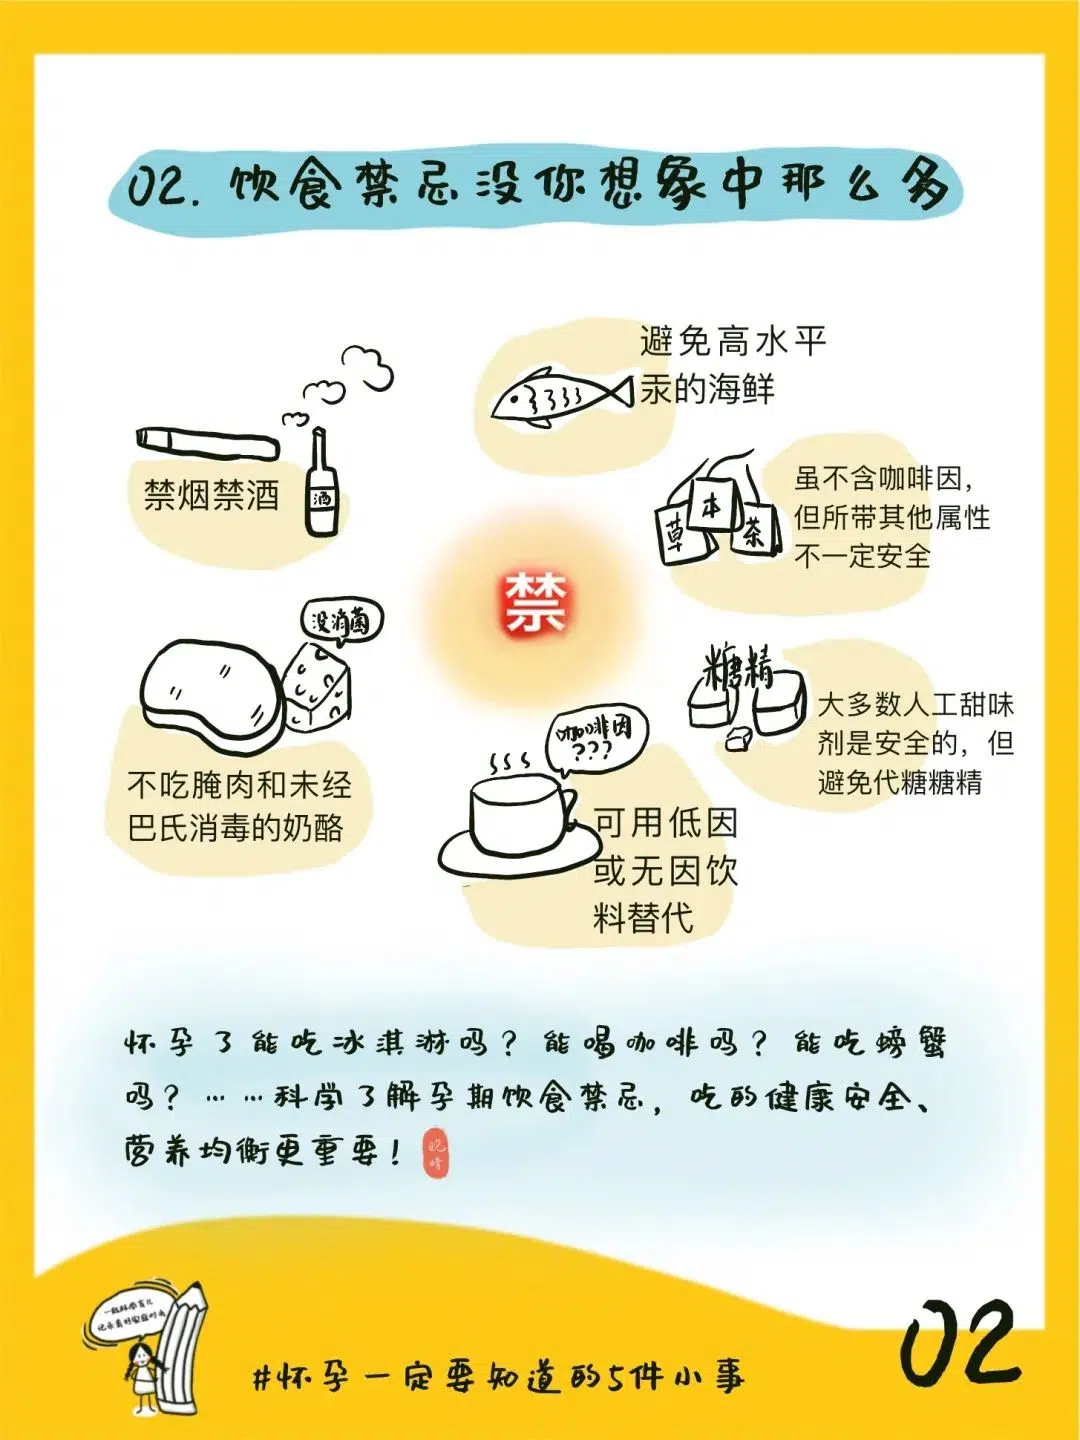 02. 饮食禁忌没你想象中那么多
避免高水平
汞的海鲜
禁烟禁酒
酒
草
本
茶
虽不含咖啡因，
但所带其他属性
不一定安全
禁
没消菌
不吃腌肉和未经
巴氏消毒的奶酪
糖精
大多数人工甜味
剂是安全的，但
避免代糖糖精
咖啡因
???
可用低因
或无因饮
料替代
怀孕了能吃冰淇淋吗？能喝咖啡吗？能吃螃蟹
吗？……科学了解孕期饮食禁忌，吃的健康安全、
营养均衡更重要！
晚晴
一起科学育儿
#怀孕一定要知道的5件小事
02